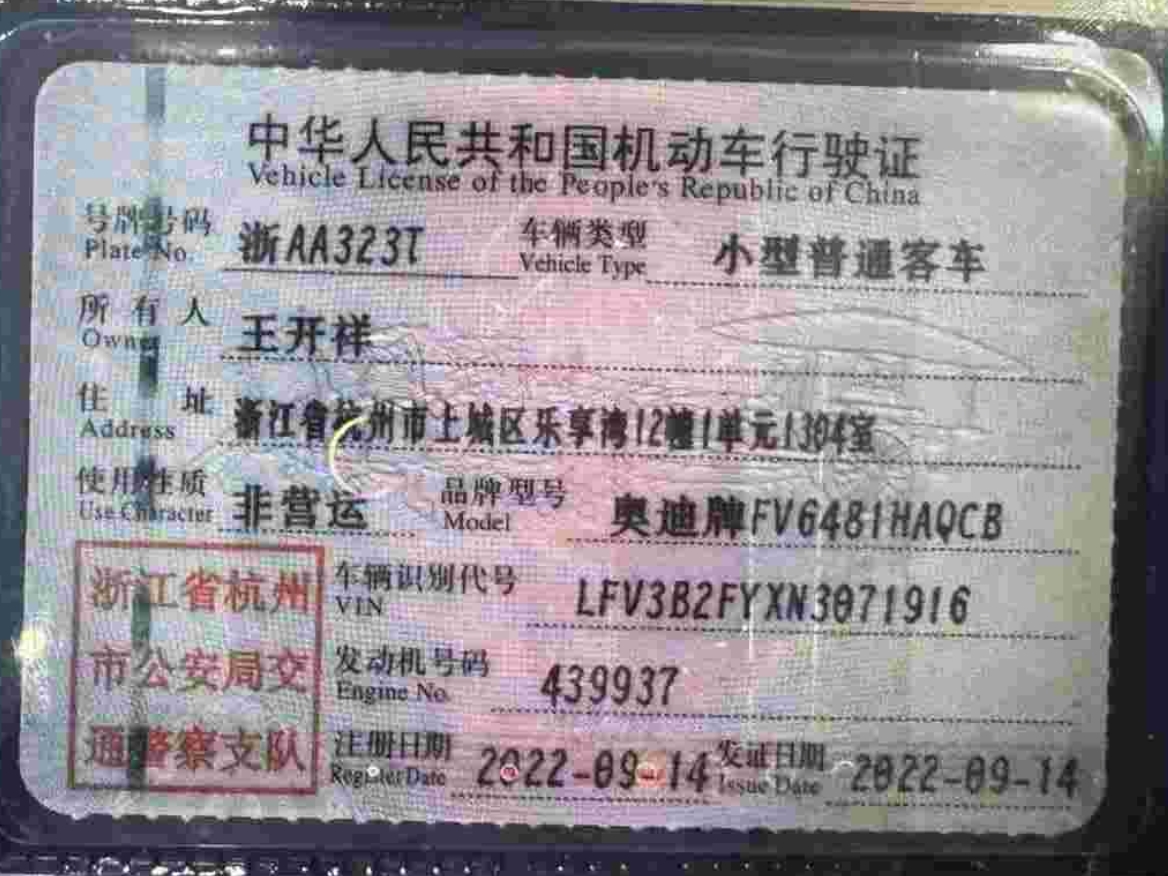 中华人民共和国机动车行驶证
Vehicle License of the People's Republic of China
号牌号码 浙AA323T 车辆类型 小型普通客车
Plate No. Vehicle Type
所有人 王开祥
Owner
住址 浙江省杭州市上城区乐享湾12幢1单元1304室
Address
使用性质 非营运 品牌型号 奥迪牌FV6481HAQCB
Use Character Model
浙江省杭州 车辆识别代号 LFV3B2FYXN3071916
VIN
市公安局交 发动机号码 439937
Engine No.
通警察支队 注册日期 2022-09-14 发证日期 2022-09-14
Register Date Issue Date